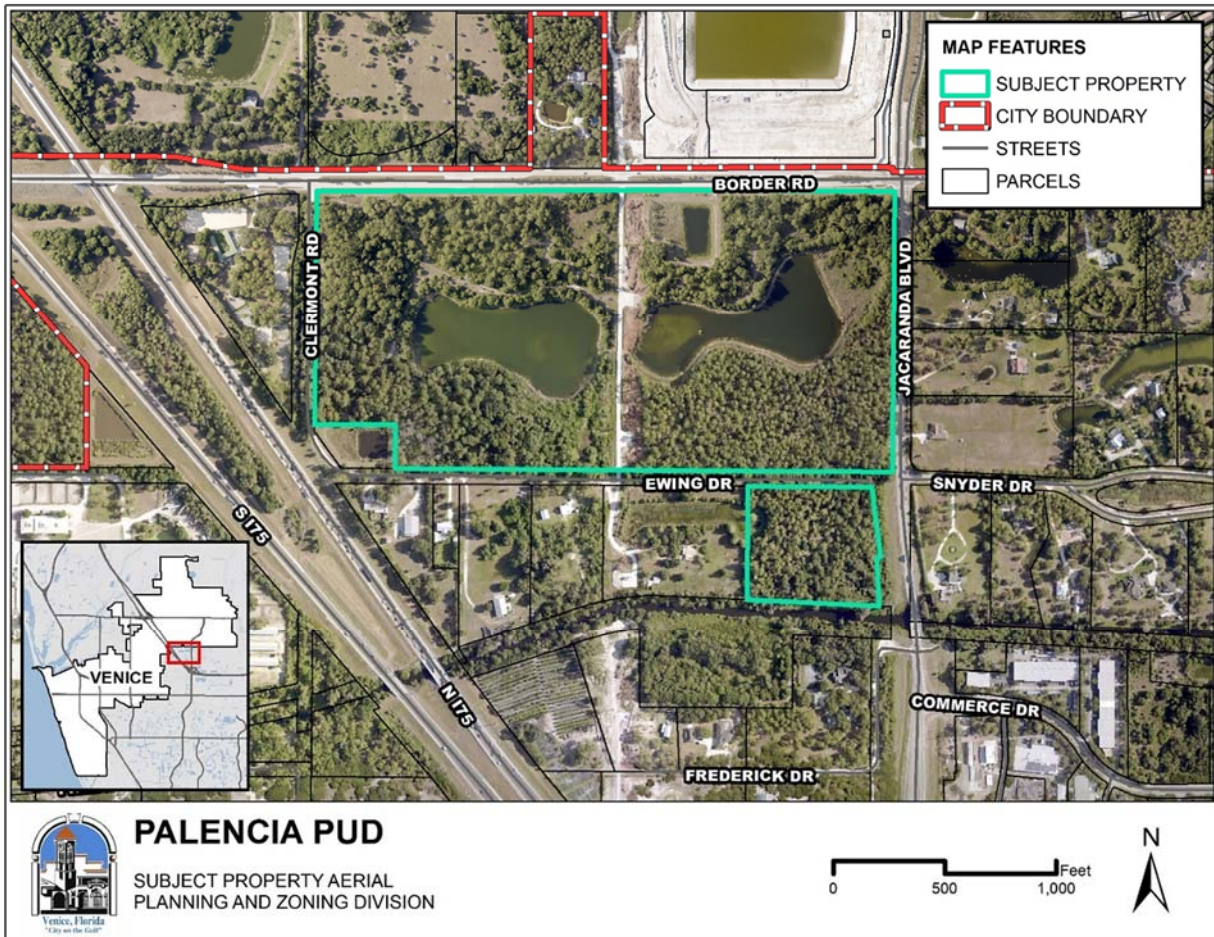 MAP FEATURES
SUBJECT PROPERTY
CITY BOUNDARY
STREETS
PARCELS
BORDER RD
CLERMONT RD
JACARANDA BLVD
EWING DR
SNYDER DR
S I75
N I75
VENICE
COMMERCE DR
FREDERICK DR
PALENCIA PUD
SUBJECT PROPERTY AERIAL
PLANNING AND ZONING DIVISION
Venice, Florida
"City on the Gulf"
0 500 1,000 Feet
N